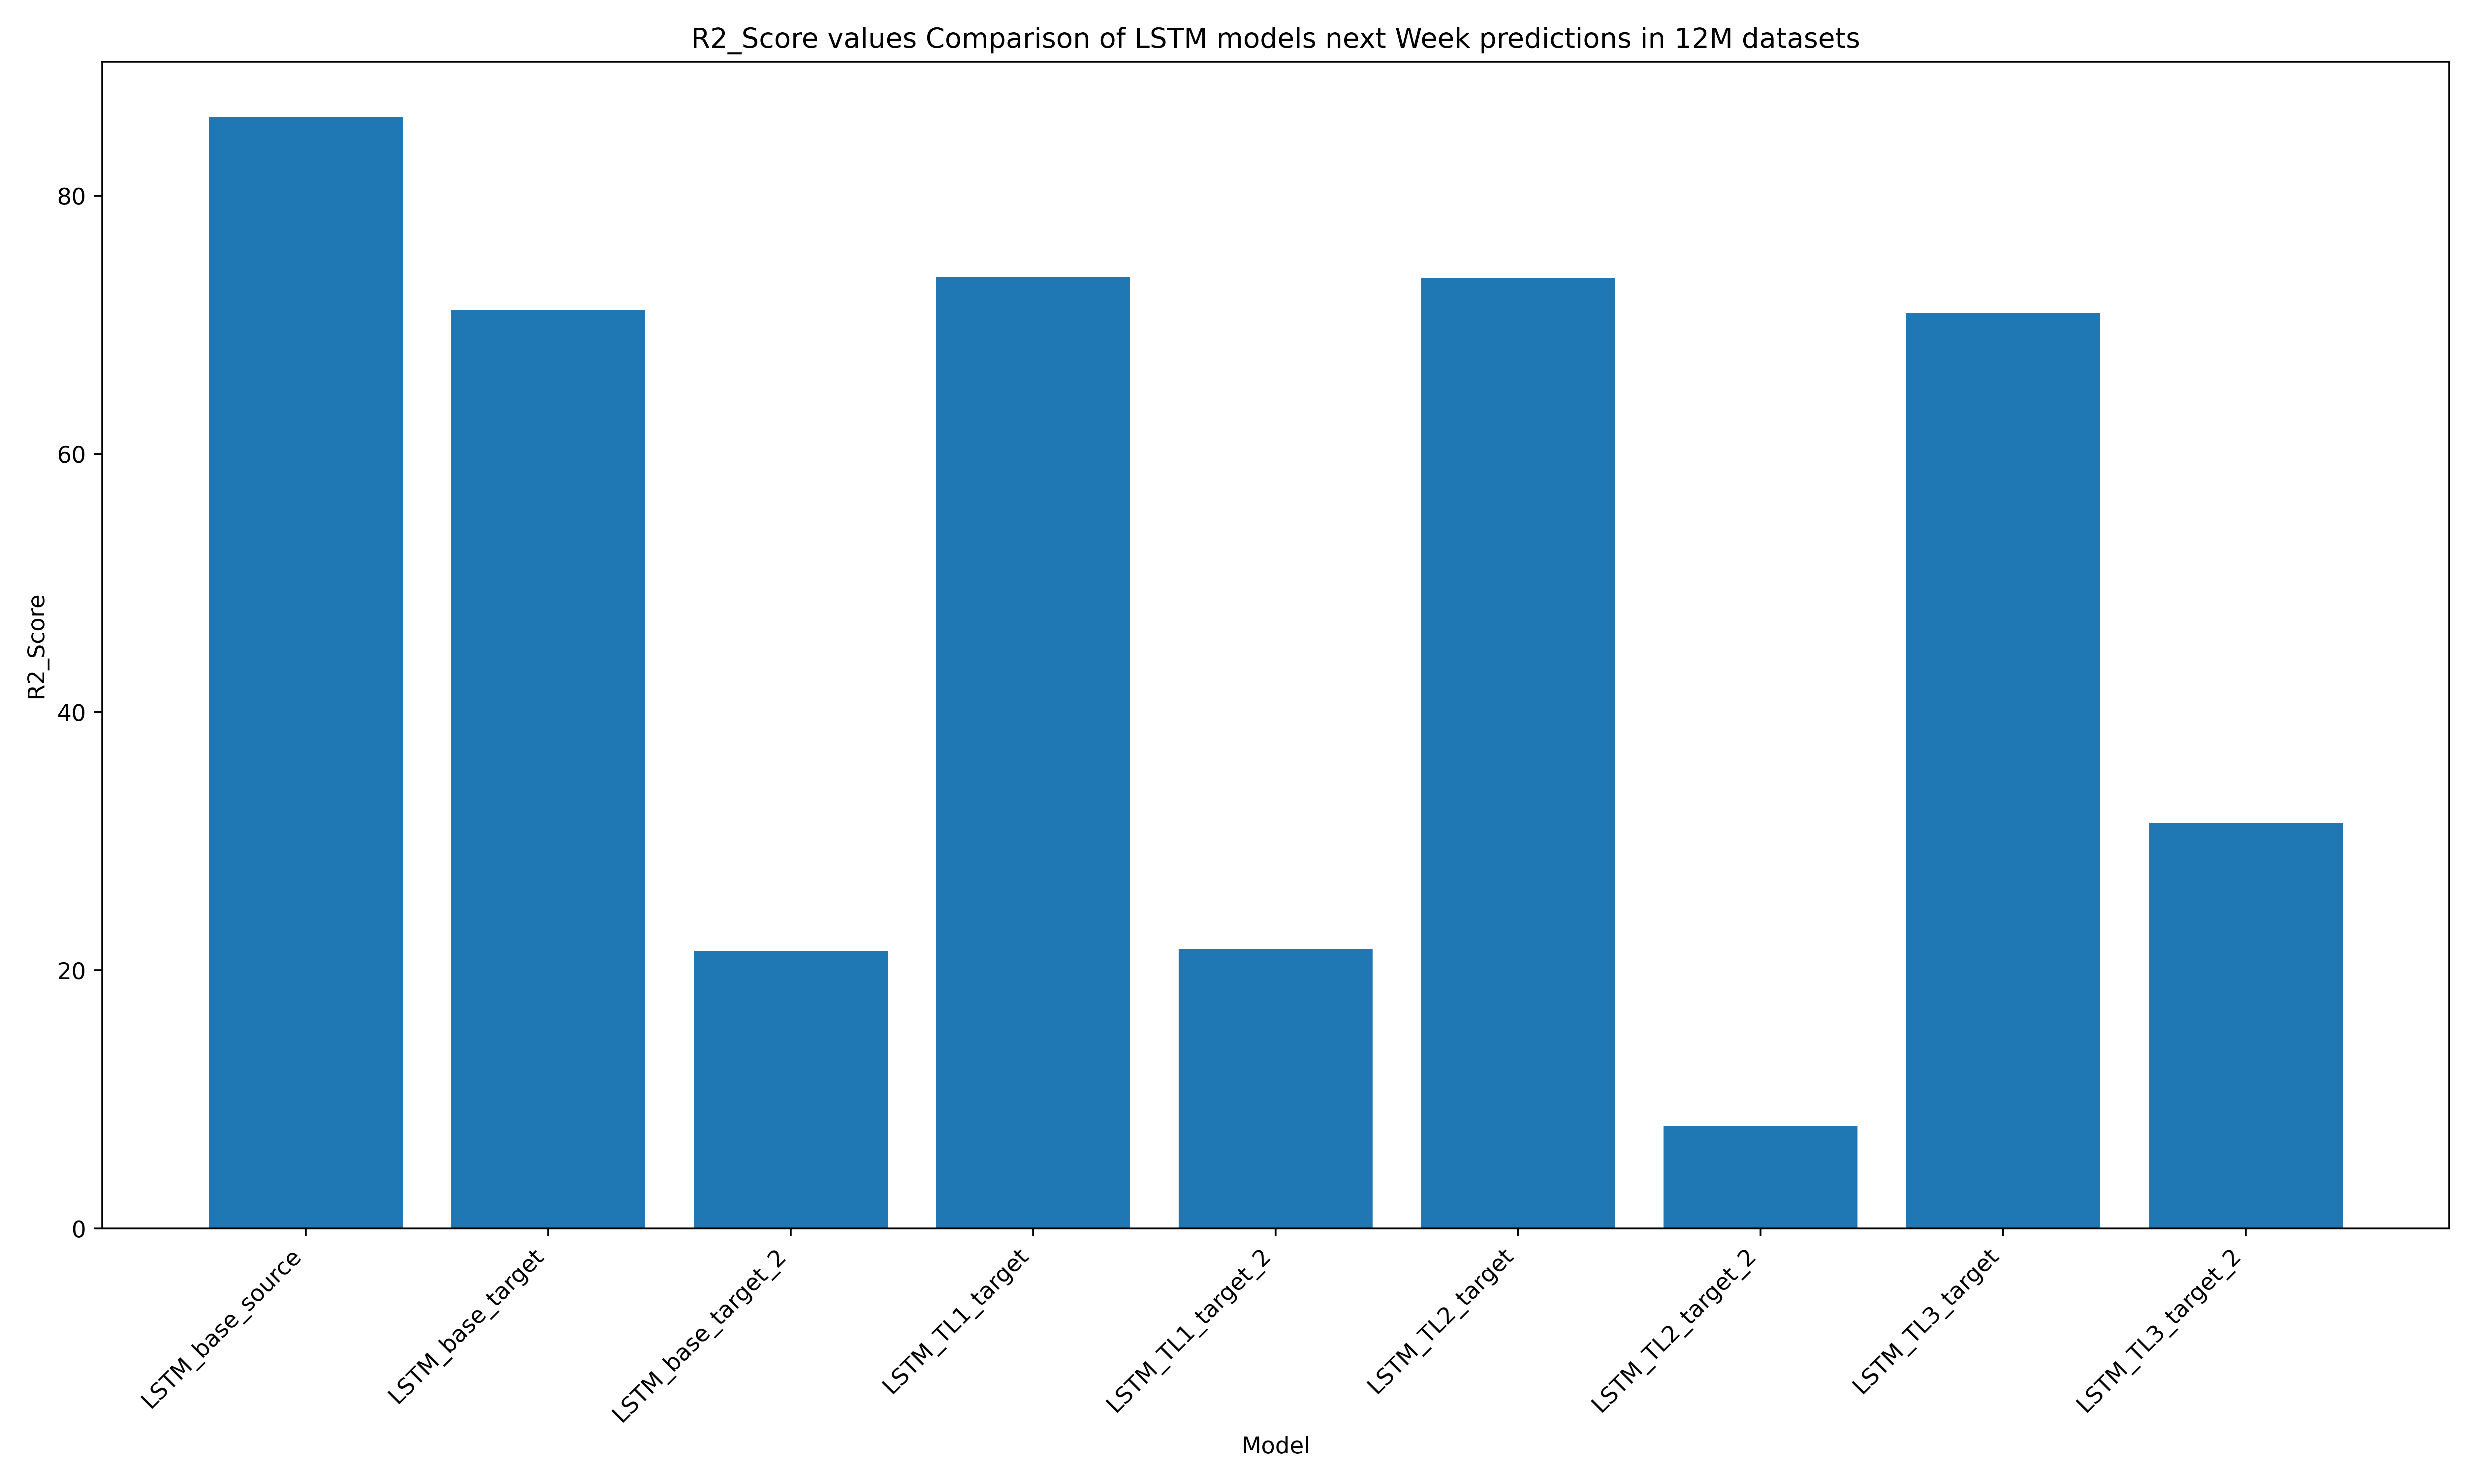 R2_Score values Comparison of LSTM models next Week predictions in 12M datasets
R2_Score
80
60
40
20
0
LSTM_base_source
LSTM_base_target
LSTM_base_target_2
LSTM_TL1_target
LSTM_TL1_target_2
LSTM_TL2_target
LSTM_TL2_target_2
LSTM_TL3_target
LSTM_TL3_target_2
Model